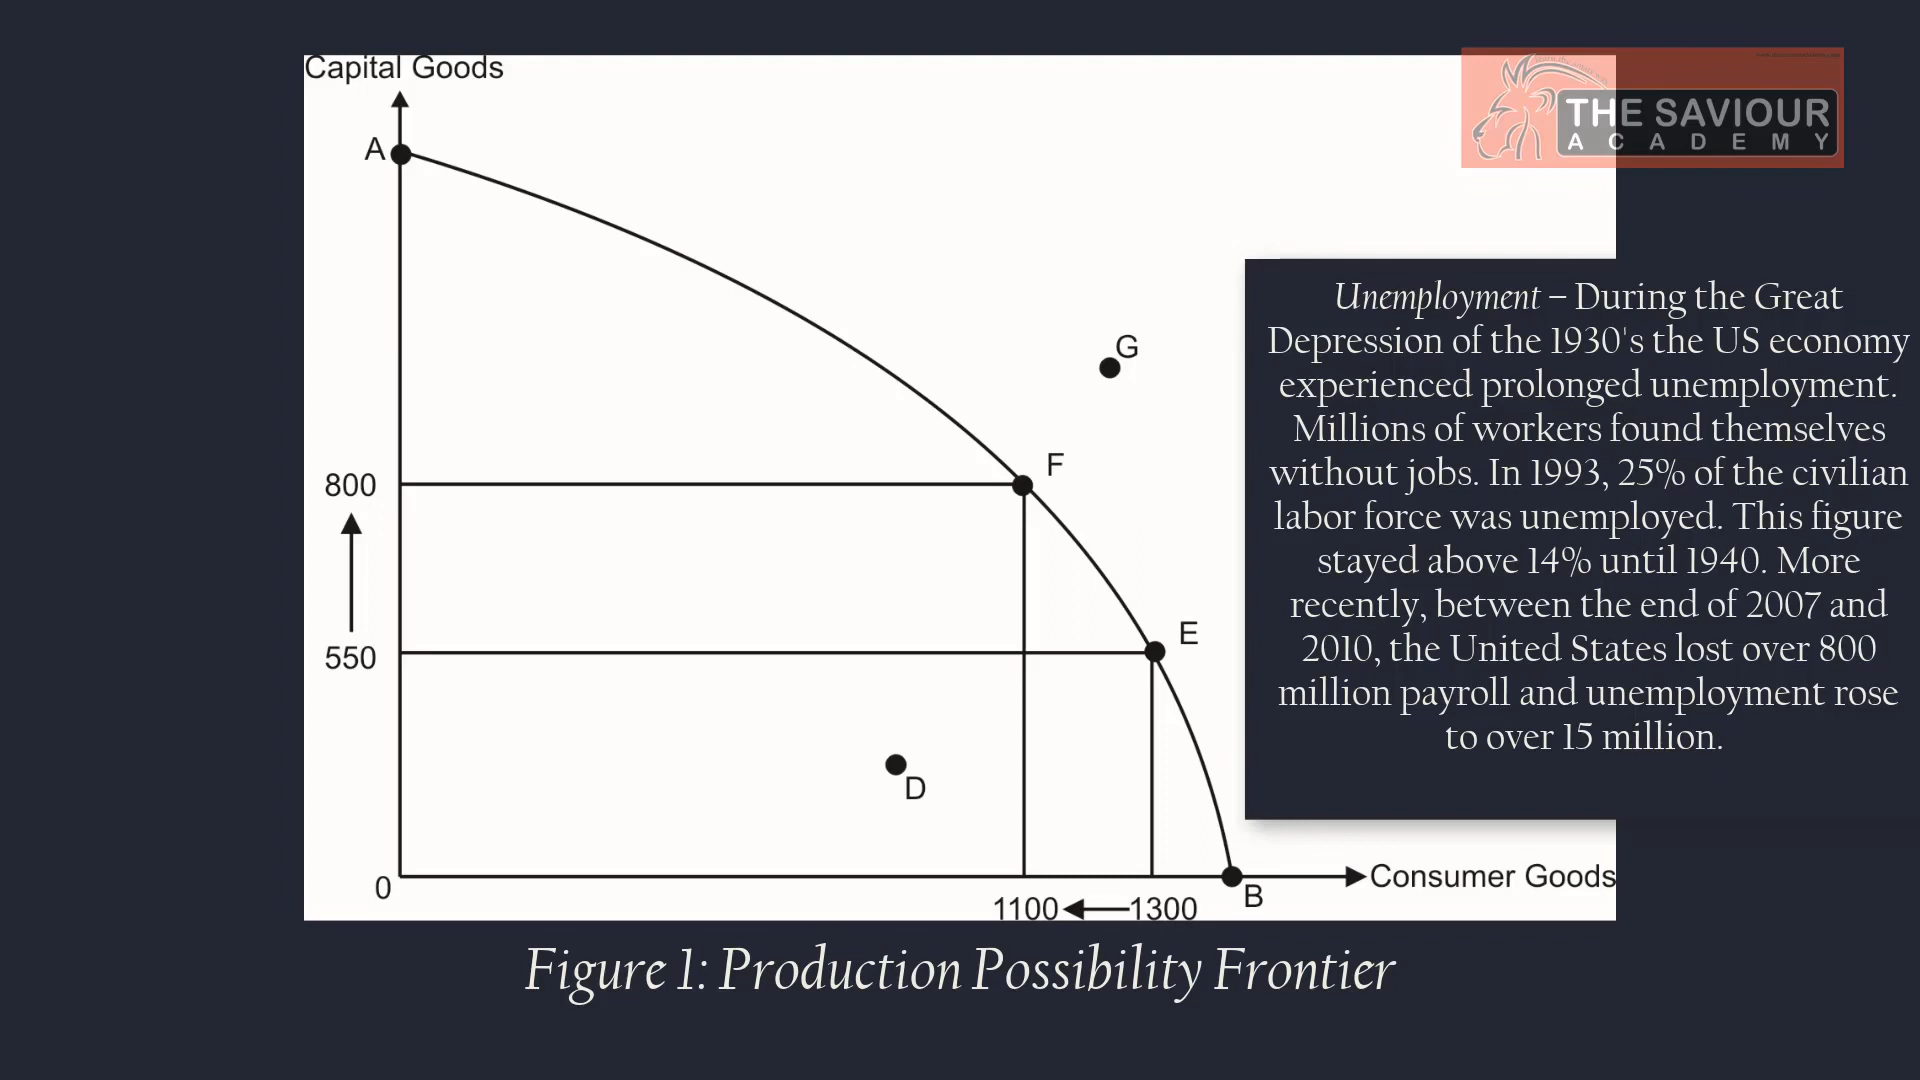 Capital Goods
THE SAVIOUR
ACADEMY
A
G
Unemployment – During the Great
Depression of the 1930's the US economy
experienced prolonged unemployment.
Millions of workers found themselves
without jobs. In 1993, 25% of the civilian
labor force was unemployed. This figure
stayed above 14% until 1940. More
recently, between the end of 2007 and
2010, the United States lost over 800
million payroll and unemployment rose
to over 15 million.
F
800
E
550
D
0
Consumer Goods
B
1100
1300
Figure 1: Production Possibility Frontier